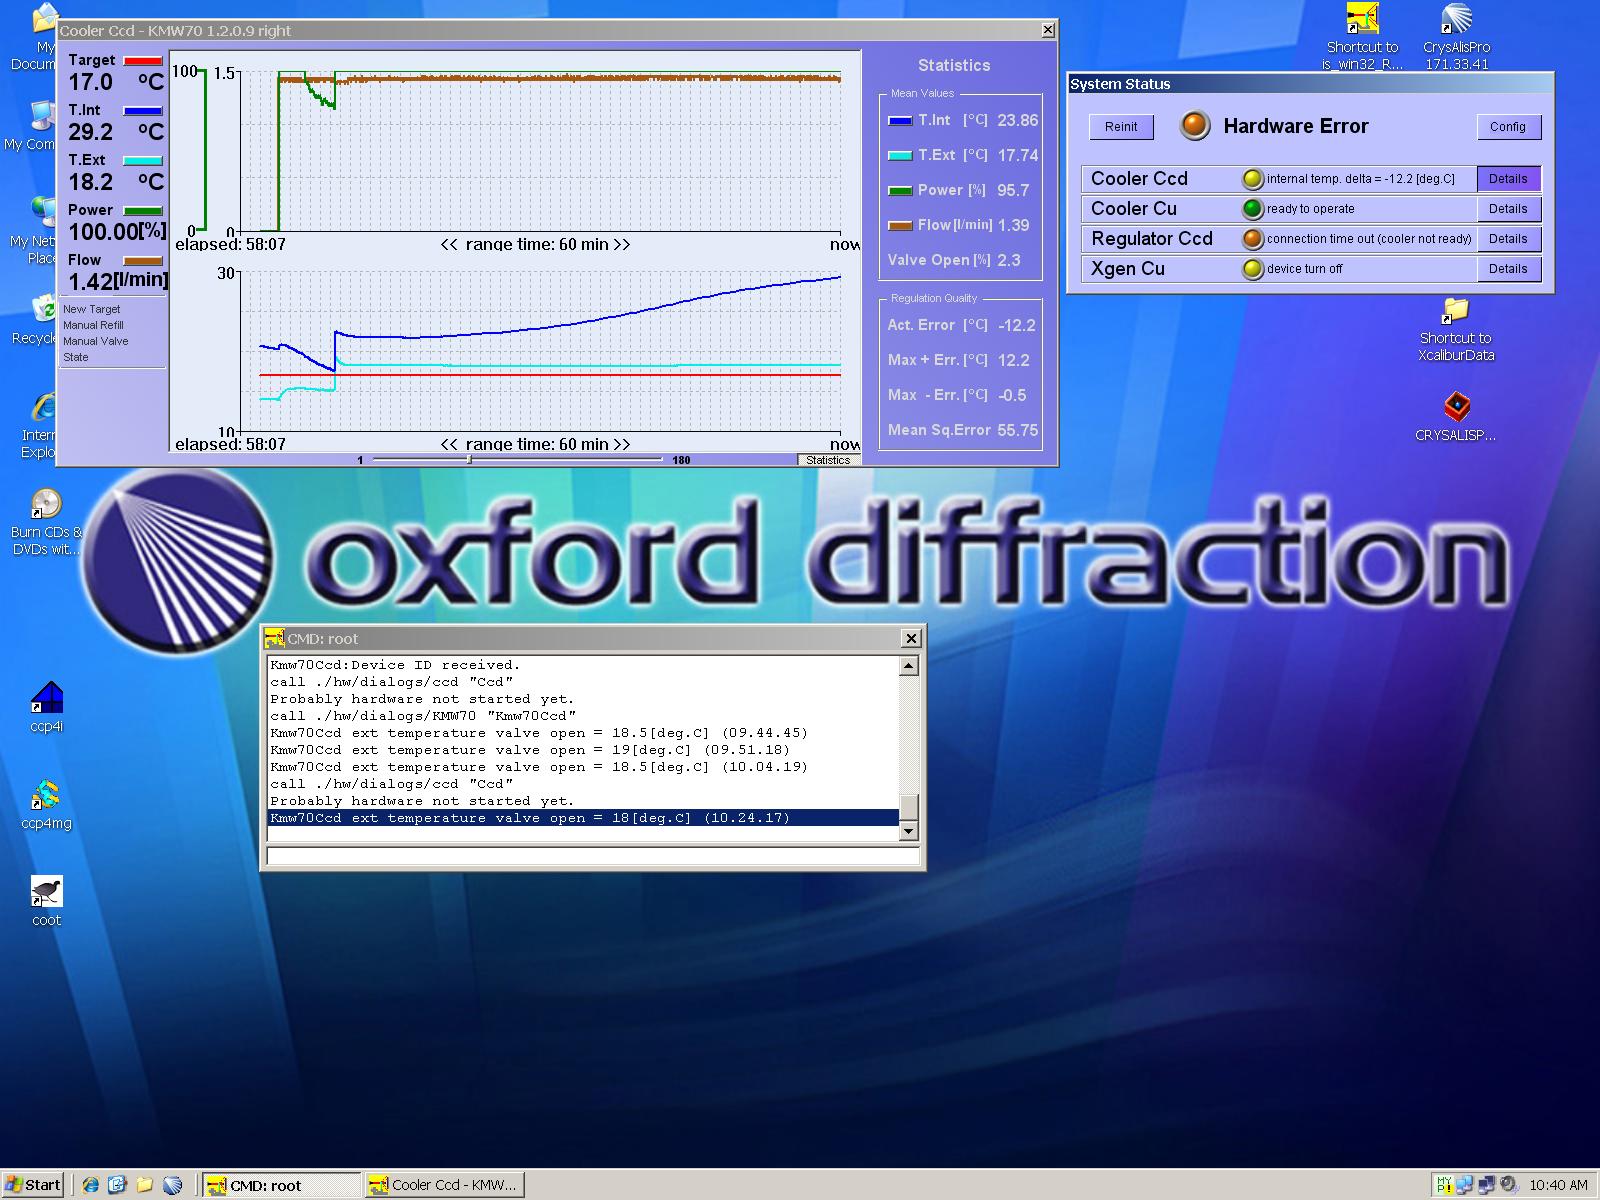 My
Docum
My Com
My Net
Place
Recycle
Intern
Explo
Burn CDs &
DVDs wit...
ccp4i
ccp4mg
coot
Shortcut to
is_win32_R...
CrysAlisPro
171.33.41
Shortcut to
XcaliburData
CRYSALISP...
Cooler Ccd - KMW70 1.2.0.9 right
Target
17.0 ºC
T.Int
29.2 ºC
T.Ext
18.2 ºC
Power
100.00[%]
Flow
1.42[l/min]
New Target
Manual Refill
Manual Valve
State
100 1.5
0 0
elapsed: 58:07 << range time: 60 min >> now
30
10
elapsed: 58:07 << range time: 60 min >> now
1 180 Statistics
Statistics
Mean Values
T.Int [°C] 23.86
T.Ext [°C] 17.74
Power [%] 95.7
Flow[l/min] 1.39
Valve Open [%] 2.3
Regulation Quality
Act. Error [°C] -12.2
Max + Err. [°C] 12.2
Max - Err. [°C] -0.5
Mean Sq.Error 55.75
System Status
Reinit Hardware Error Config
Cooler Ccd internal temp. delta = -12.2 [deg.C] Details
Cooler Cu ready to operate Details
Regulator Ccd connection time out (cooler not ready) Details
Xgen Cu device turn off Details
oxford diffraction
CMD: root
Kmw70Ccd:Device ID received.
call ./hw/dialogs/ccd "Ccd"
Probably hardware not started yet.
call ./hw/dialogs/KMW70 "Kmw70Ccd"
Kmw70Ccd ext temperature valve open = 18.5[deg.C] (09.44.45)
Kmw70Ccd ext temperature valve open = 19[deg.C] (09.51.18)
Kmw70Ccd ext temperature valve open = 18.5[deg.C] (10.04.19)
call ./hw/dialogs/ccd "Ccd"
Probably hardware not started yet.
Kmw70Ccd ext temperature valve open = 18[deg.C] (10.24.17)
Start CMD: root Cooler Ccd - KMW... 10:40 AM